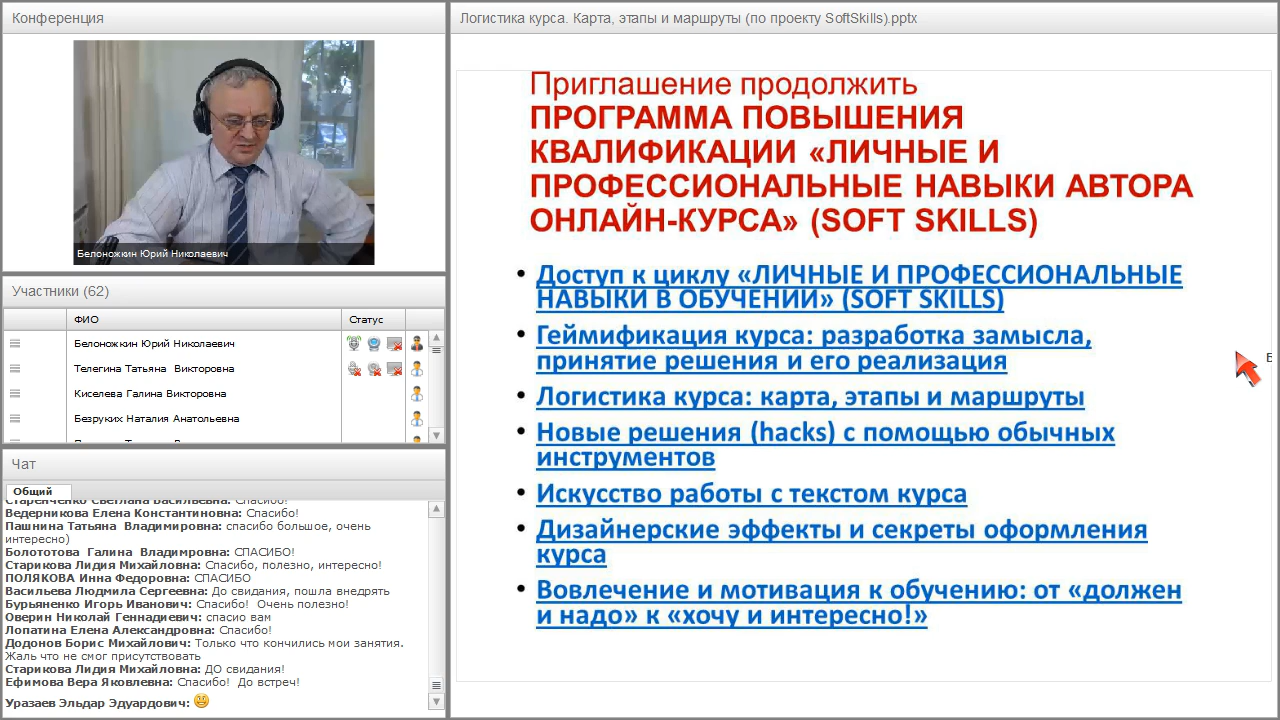 Конференция
Белоножкин Юрий Николаевич
Участники (62)
ФИО
Статус
Белоножкин Юрий Николаевич
Телегина Татьяна Викторовна
Киселева Галина Викторовна
Безруких Наталия Анатольевна
Чат
Общий
Старенченко Светлана Васильевна: Спасибо!
Ведерникова Елена Константиновна: Спасибо!
Пашнина Татьяна Владимировна: спасибо большое, очень
интересно)
Болототова Галина Владимировна: СПАСИБО!
Старикова Лидия Михайловна: Спасибо, полезно, интересно!
ПОЛЯКОВА Инна Федоровна: СПАСИБО
Васильева Людмила Сергеевна: До свидания, пошла внедрять
Бурьяненко Игорь Иванович: Спасибо! Очень полезно!
Оверин Николай Геннадиевич: спасио вам
Лопатина Елена Александровна: Спасибо!
Додонов Борис Михайлович: Только что кончились мои занятия.
Жаль что не смог присутствовать
Старикова Лидия Михайловна: ДО свидания!
Ефимова Вера Яковлевна: Спасибо! До встреч!
Уразаев Эльдар Эдуардович:
Логистика курса. Карта, этапы и маршруты (по проекту SoftSkills).pptx
Приглашение продолжить
ПРОГРАММА ПОВЫШЕНИЯ
КВАЛИФИКАЦИИ «ЛИЧНЫЕ И
ПРОФЕССИОНАЛЬНЫЕ НАВЫКИ АВТОРА
ОНЛАЙН-КУРСА» (SOFT SKILLS)
• Доступ к циклу «ЛИЧНЫЕ И ПРОФЕССИОНАЛЬНЫЕ
НАВЫКИ В ОБУЧЕНИИ» (SOFT SKILLS)
• Геймификация курса: разработка замысла,
принятие решения и его реализация
• Логистика курса: карта, этапы и маршруты
• Новые решения (hacks) с помощью обычных
инструментов
• Искусство работы с текстом курса
• Дизайнерские эффекты и секреты оформления
курса
• Вовлечение и мотивация к обучению: от «должен
и надо» к «хочу и интересно!»